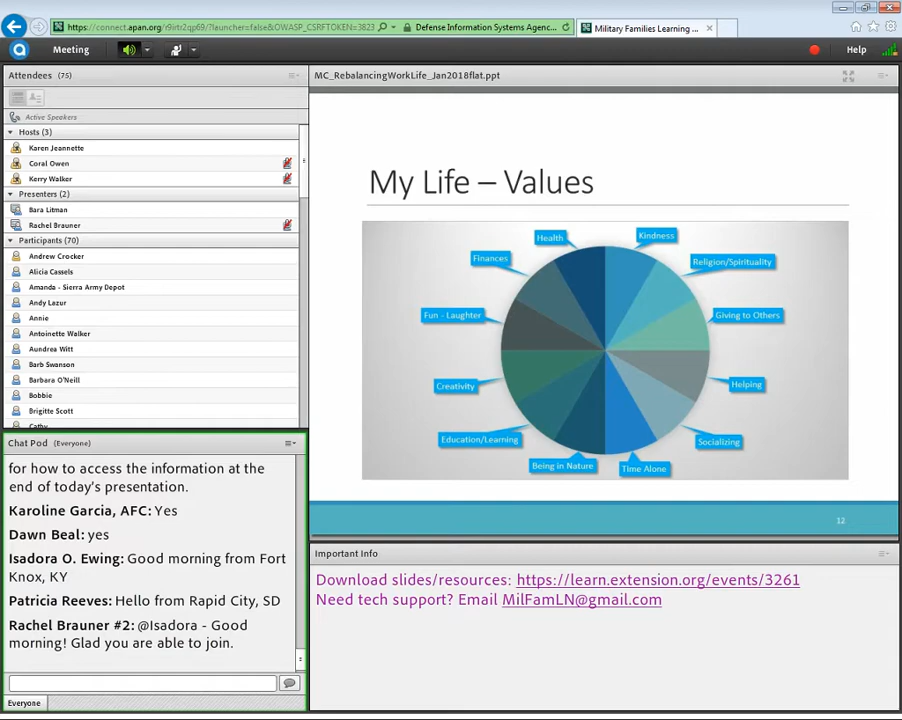 https://connect.apan.org/r9irtr2qp69/?launcher=false&OWASP_CSRFTOKEN=3823
Defense Information Systems Agenc...
Military Families Learning ...
Meeting
Help
Attendees (75)
Active Speakers
Hosts (3)
Karen Jeannette
Coral Owen
Kerry Walker
Presenters (2)
Bara Litman
Rachel Brauner
Participants (70)
Andrew Crocker
Alicia Cassels
Amanda - Sierra Army Depot
Andy Lazur
Annie
Antoinette Walker
Aundrea Witt
Barb Swanson
Barbara O'Neill
Bobbie
Brigitte Scott
Cathy
Chat Pod (Everyone)
for how to access the information at the
end of today's presentation.
Karoline Garcia, AFC: Yes
Dawn Beal: yes
Isadora O. Ewing: Good morning from Fort
Knox, KY
Patricia Reeves: Hello from Rapid City, SD
Rachel Brauner #2: @Isadora - Good
morning! Glad you are able to join.
Everyone
MC_RebalancingWorkLife_Jan2018flat.ppt
My Life – Values
Health
Kindness
Finances
Religion/Spirituality
Fun - Laughter
Giving to Others
Creativity
Helping
Education/Learning
Socializing
Being in Nature
Time Alone
12
Important Info
Download slides/resources: https://learn.extension.org/events/3261
Need tech support? Email MilFamLN@gmail.com